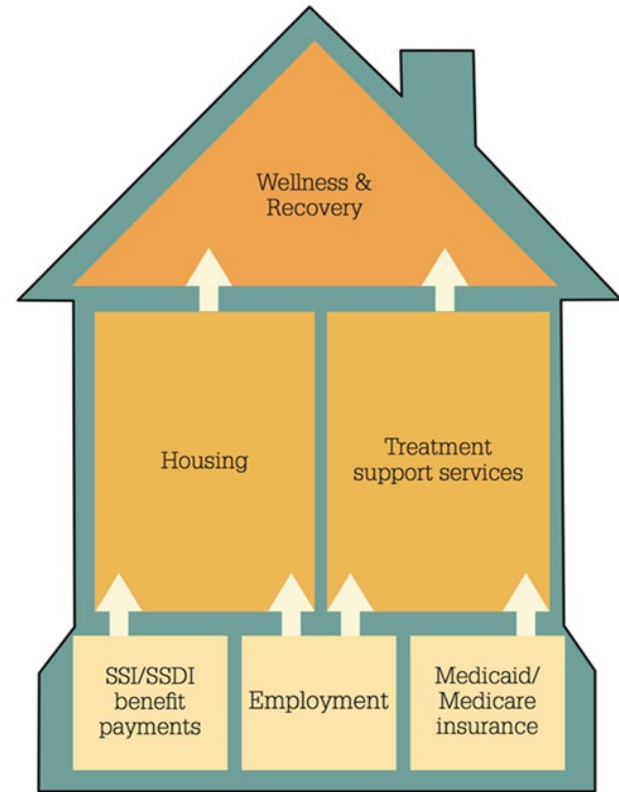 Wellness &
Recovery
Housing
Treatment
support services
SSI/SSDI
benefit
payments
Employment
Medicaid/
Medicare
insurance